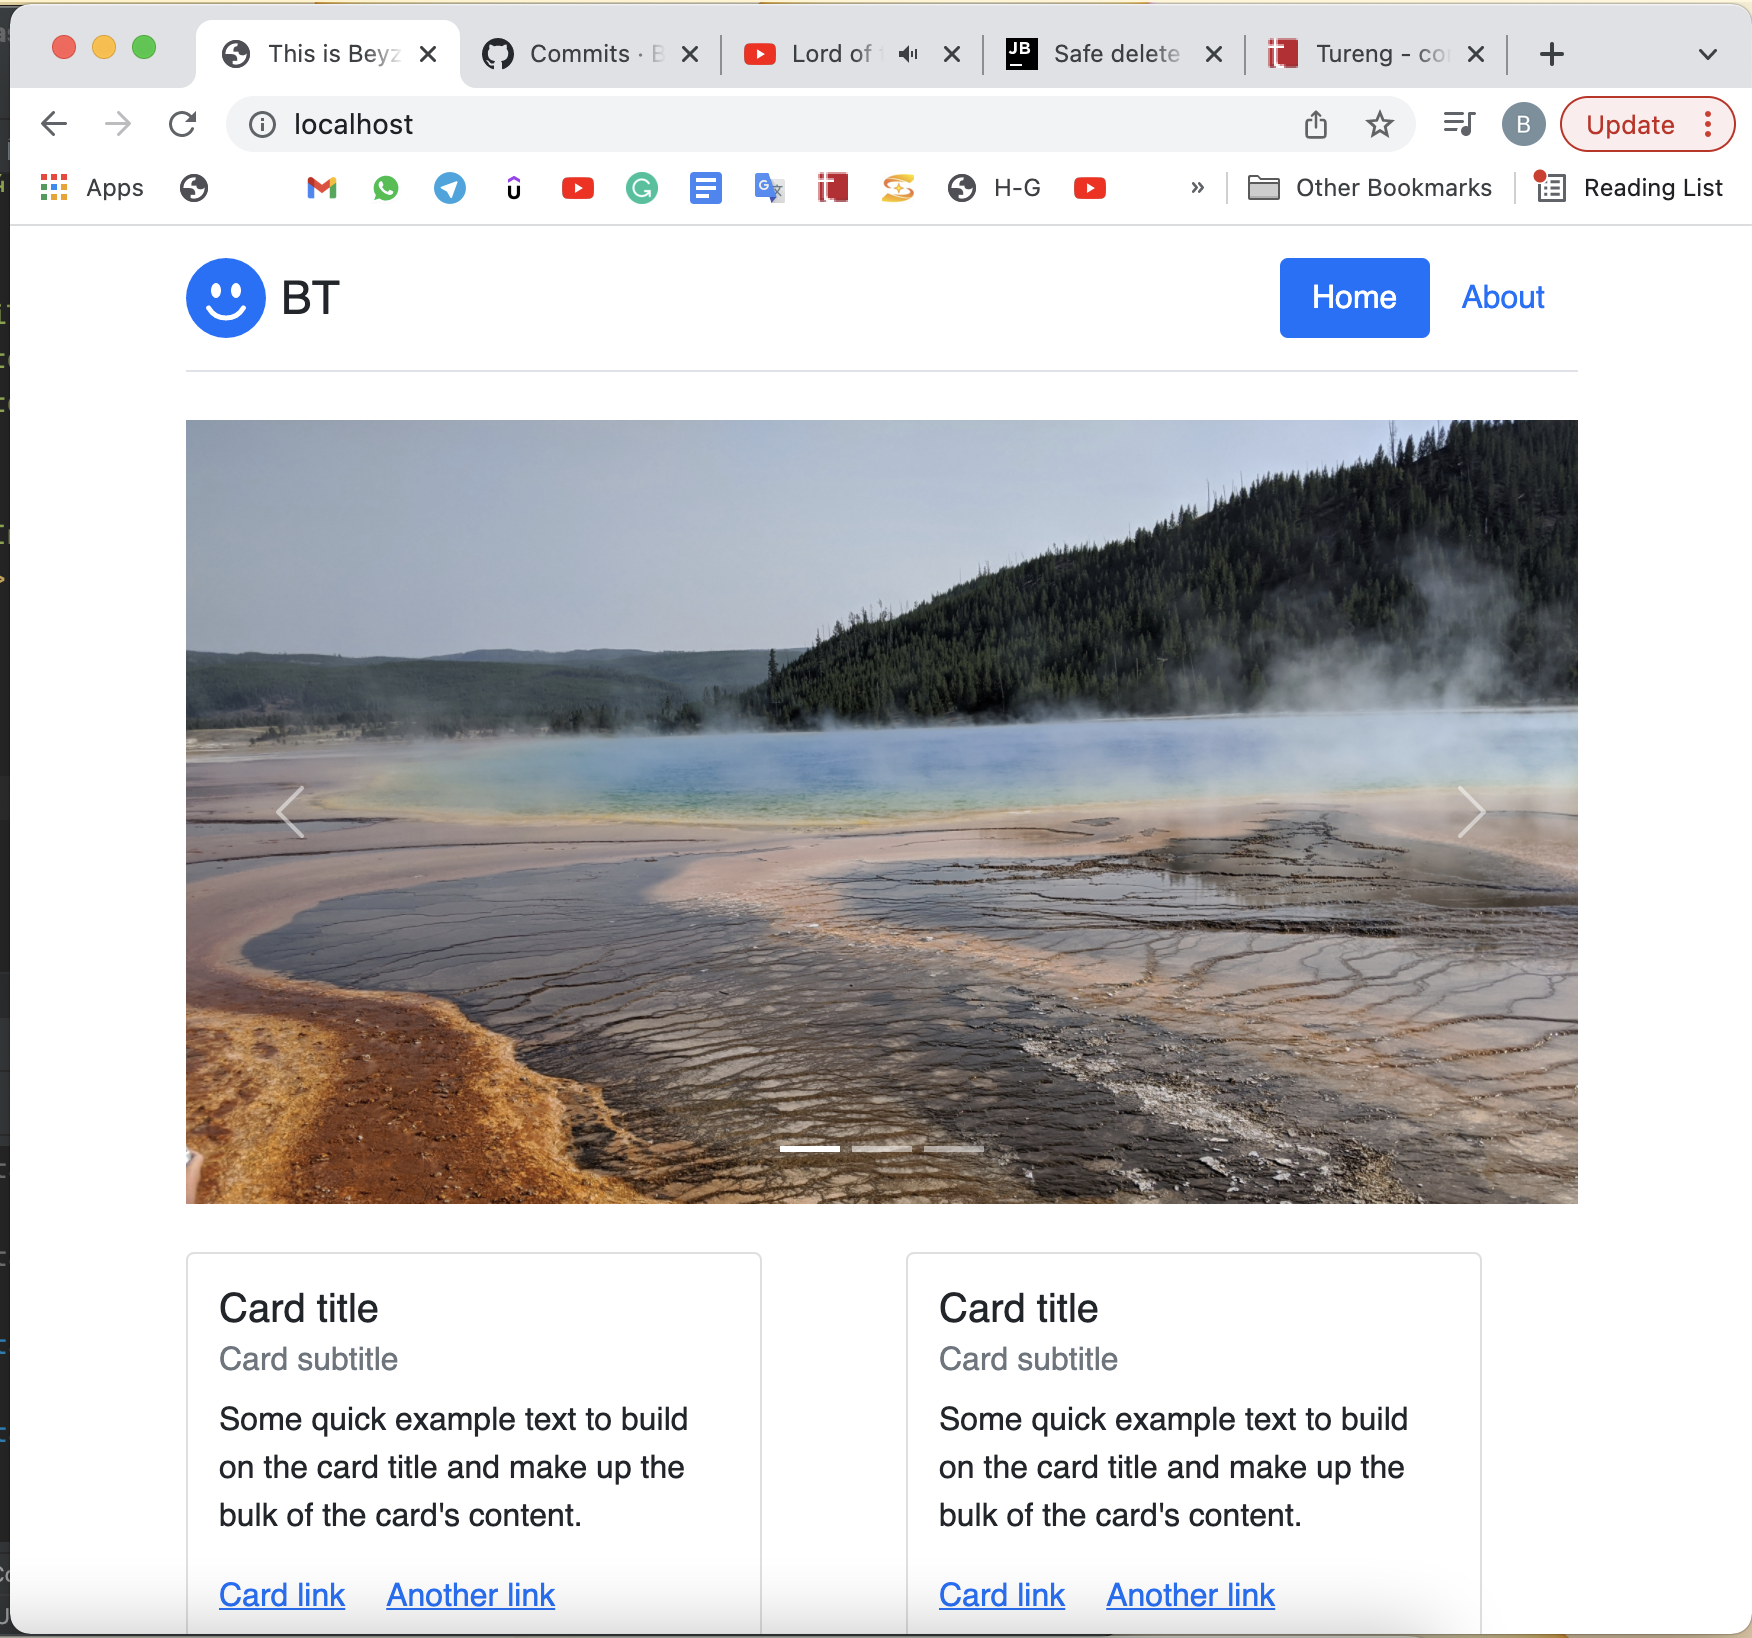 This is Beyz
Commits · B
Lord of
JB
Safe delete
Tureng - co
localhost
B
Update
Apps
H-G
»
Other Bookmarks
Reading List
BT
Home
About
Card title
Card subtitle
Some quick example text to build
on the card title and make up the
bulk of the card's content.
Card link
Another link
Card title
Card subtitle
Some quick example text to build
on the card title and make up the
bulk of the card's content.
Card link
Another link